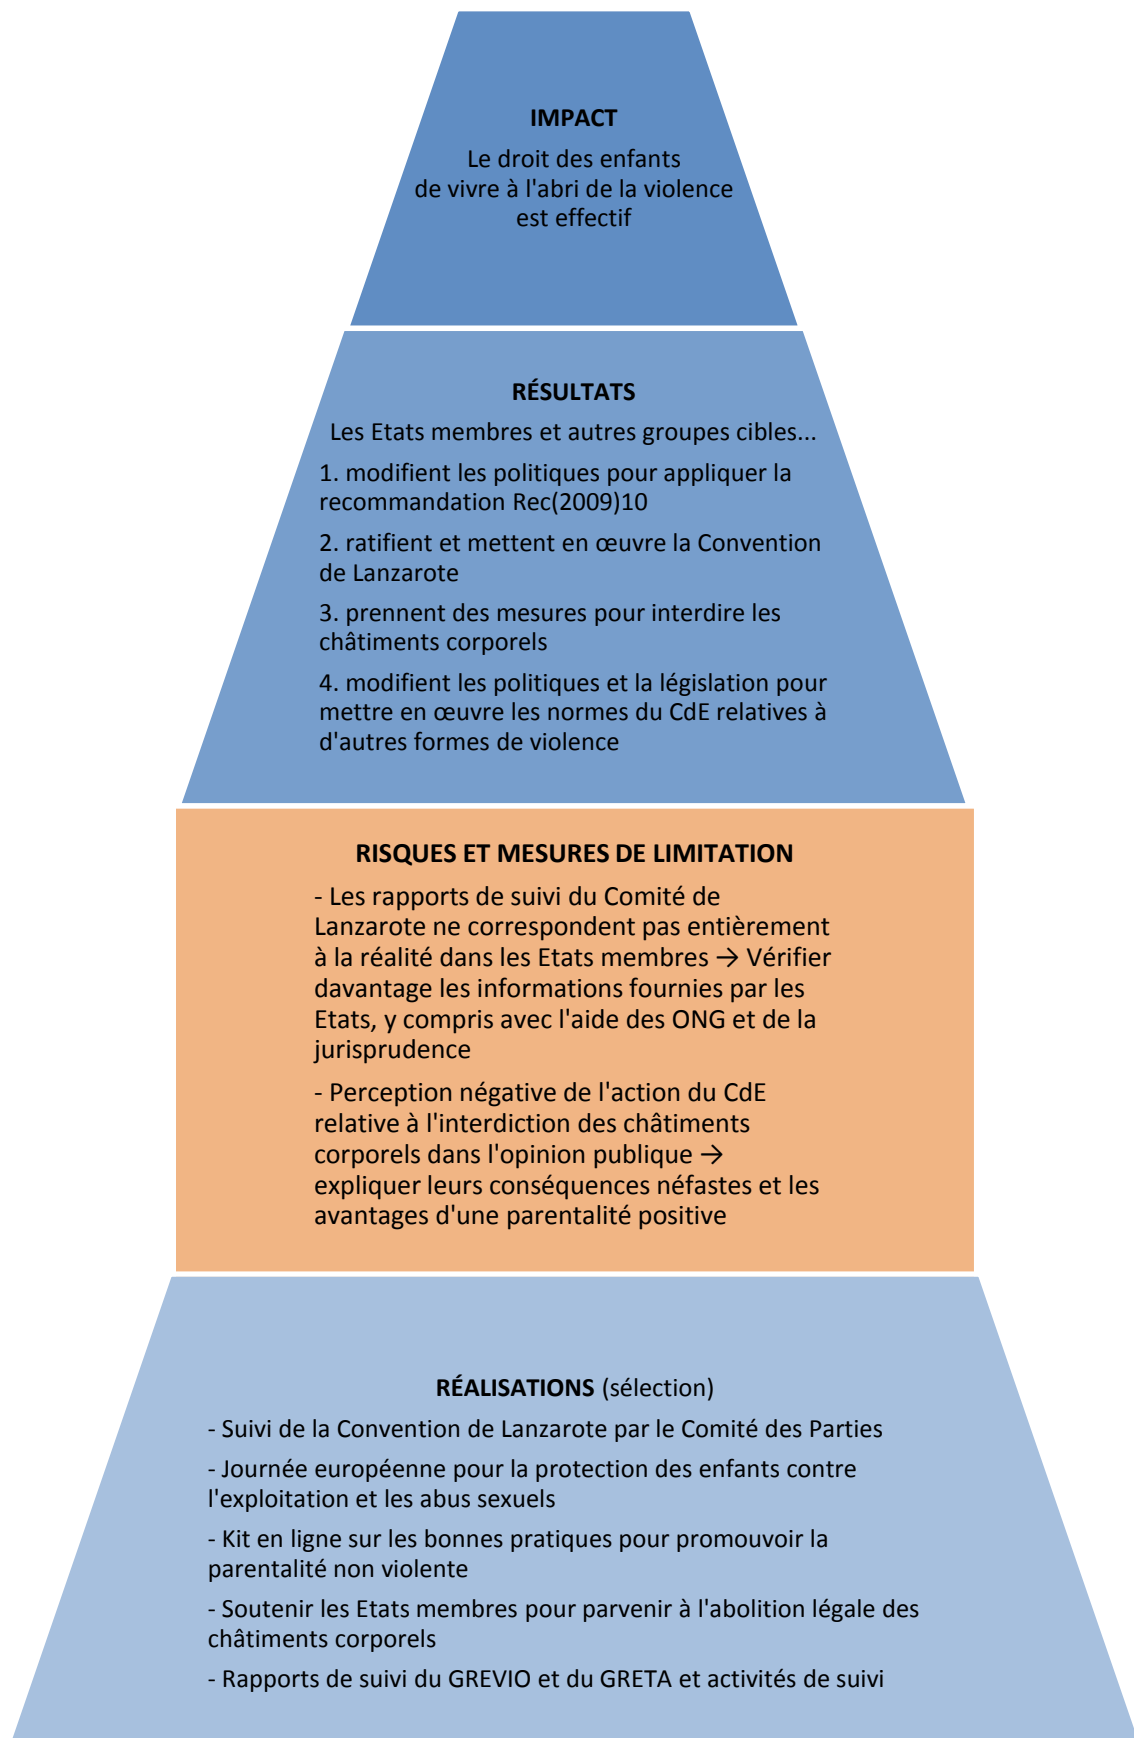 IMPACT
Le droit des enfants
de vivre à l'abri de la violence
est effectif
RÉSULTATS
Les Etats membres et autres groupes cibles...
1. modifient les politiques pour appliquer la
recommandation Rec(2009)10
2. ratifient et mettent en œuvre la Convention
de Lanzarote
3. prennent des mesures pour interdire les
châtiments corporels
4. modifient les politiques et la législation pour
mettre en œuvre les normes du CdE relatives à
d'autres formes de violence
RISQUES ET MESURES DE LIMITATION
- Les rapports de suivi du Comité de
Lanzarote ne correspondent pas entièrement
à la réalité dans les Etats membres → Vérifier
davantage les informations fournies par les
Etats, y compris avec l'aide des ONG et de la
jurisprudence
- Perception négative de l'action du CdE
relative à l'interdiction des châtiments
corporels dans l'opinion publique →
expliquer leurs conséquences néfastes et les
avantages d'une parentalité positive
RÉALISATIONS (sélection)
- Suivi de la Convention de Lanzarote par le Comité des Parties
- Journée européenne pour la protection des enfants contre
l'exploitation et les abus sexuels
- Kit en ligne sur les bonnes pratiques pour promouvoir la
parentalité non violente
- Soutenir les Etats membres pour parvenir à l'abolition légale des
châtiments corporels
- Rapports de suivi du GREVIO et du GRETA et activités de suivi